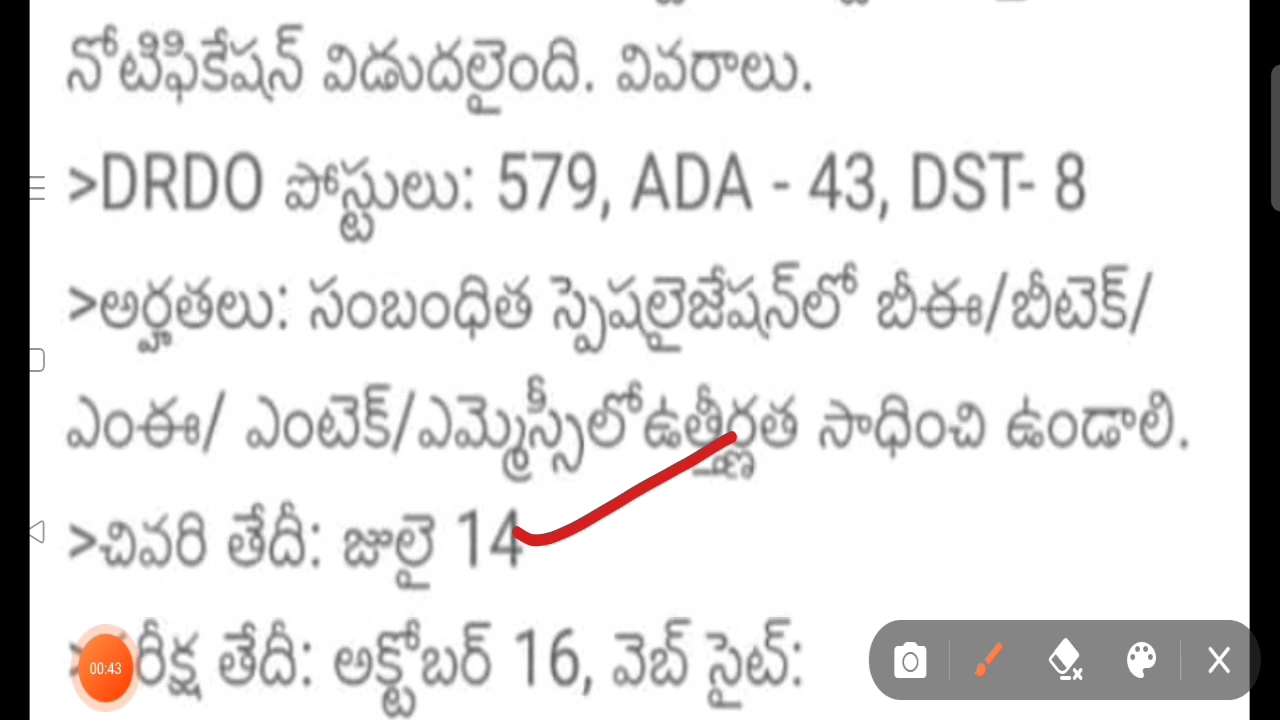 నోటిఫికేషన్ విడుదలైంది. వివరాలు.
>DRDO పోస్టులు: 579, ADA - 43, DST- 8
>అర్హతలు: సంబంధిత స్పెషలైజేషన్‌లో బీఈ/బీటెక్/
ఎంఈ/ ఎంటెక్/ఎమ్మెస్సీలోఉత్తీర్ణత సాధించి ఉండాలి.
>చివరి తేదీ: జులై 14
రీక్ష తేదీ: అక్టోబర్ 16, వెబ్ సైట్:
00:43